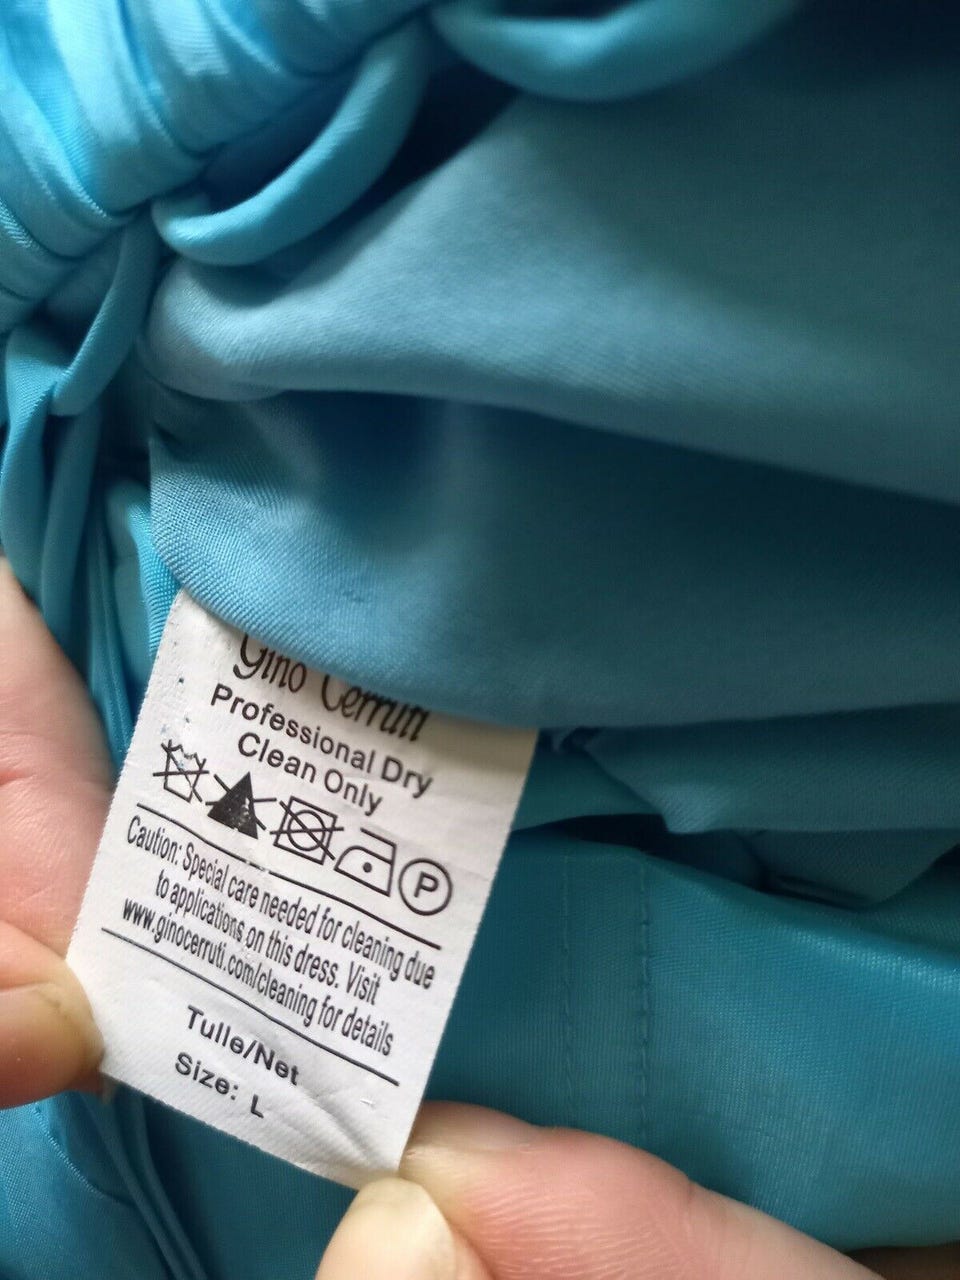 gino cerruti
Professional Dry
Clean Only
P
Caution: Special care needed for cleaning due
to applications on this dress. Visit
www.ginocerruti.com/cleaning for details
Tulle/Net
Size: L